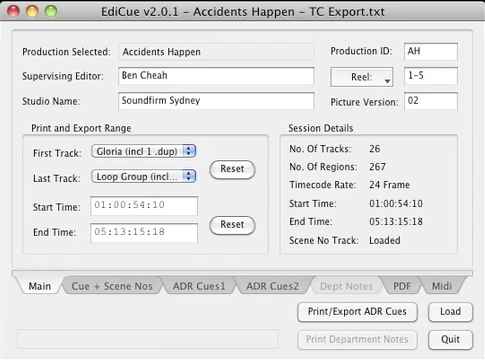 EdiCue v2.0.1 - Accidents Happen - TC Export.txt
Production Selected: Accidents Happen Production ID: AH
Supervising Editor: Ben Cheah Reel: 1-5
Studio Name: Soundfirm Sydney Picture Version: 02
Print and Export Range Session Details
First Track: Gloria (incl 1 .dup) Reset No. Of Tracks: 26
No. Of Regions: 267
Last Track: Loop Group (incl... Timecode Rate: 24 Frame
Start Time: 01:00:54:10 Reset Start Time: 01:00:54:10
End Time: 05:13:15:18 End Time: 05:13:15:18
Scene No Track: Loaded
Main Cue + Scene Nos ADR Cues1 ADR Cues2 Dept Notes PDF Midi
Print/Export ADR Cues Load
Print Department Notes Quit